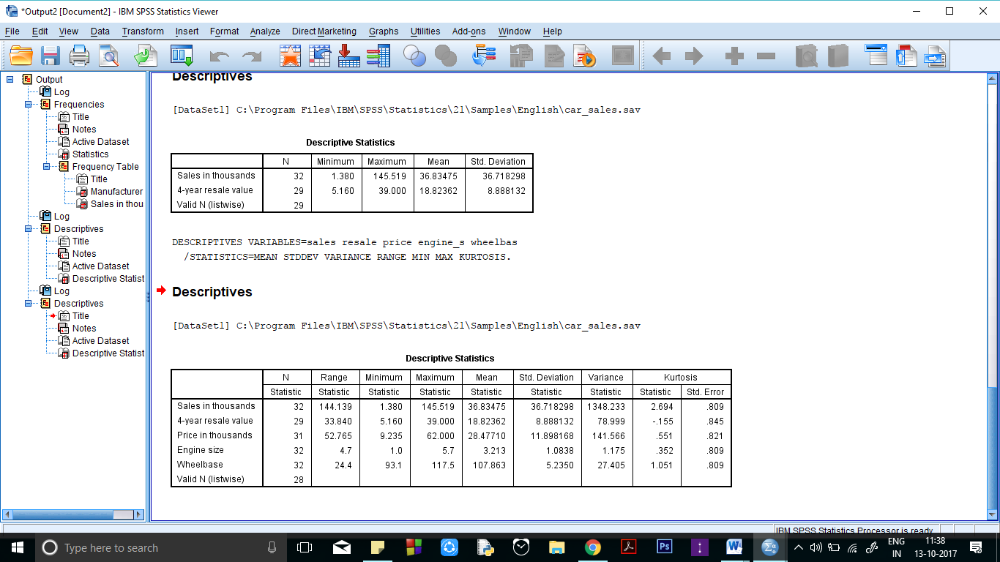 *Output2 [Document2] - IBM SPSS Statistics Viewer
File Edit View Data Transform Insert Format Analyze Direct Marketing Graphs Utilities Add-ons Window Help
Output
Log
Frequencies
Title
Notes
Active Dataset
Statistics
Frequency Table
Title
Manufacturer
Sales in thou
Log
Descriptives
Title
Notes
Active Dataset
Descriptive Statist
Log
Descriptives
Title
Notes
Active Dataset
Descriptive Statist
Descriptives
[DataSet1] C:\Program Files\IBM\SPSS\Statistics\21\Samples\English\car_sales.sav
Descriptive Statistics
N Minimum Maximum Mean Std. Deviation
Sales in thousands 32 1.380 145.519 36.83475 36.718298
4-year resale value 29 5.160 39.000 18.82362 8.888132
Valid N (listwise) 29
DESCRIPTIVES VARIABLES=sales resale price engine_s wheelbas
/STATISTICS=MEAN STDDEV VARIANCE RANGE MIN MAX KURTOSIS.
Descriptives
[DataSet1] C:\Program Files\IBM\SPSS\Statistics\21\Samples\English\car_sales.sav
Descriptive Statistics
N Range Minimum Maximum Mean Std. Deviation Variance Kurtosis
Statistic Statistic Statistic Statistic Statistic Statistic Statistic Statistic Std. Error
Sales in thousands 32 144.139 1.380 145.519 36.83475 36.718298 1348.233 2.694 .809
4-year resale value 29 33.840 5.160 39.000 18.82362 8.888132 78.999 -.155 .845
Price in thousands 31 52.765 9.235 62.000 28.47710 11.898168 141.566 .551 .821
Engine size 32 4.7 1.0 5.7 3.213 1.0838 1.175 .352 .809
Wheelbase 32 24.4 93.1 117.5 107.863 5.2350 27.405 1.051 .809
Valid N (listwise) 28
IBM SPSS Statistics Processor is ready
Type here to search
Ps
ENG
IN
11:38
13-10-2017